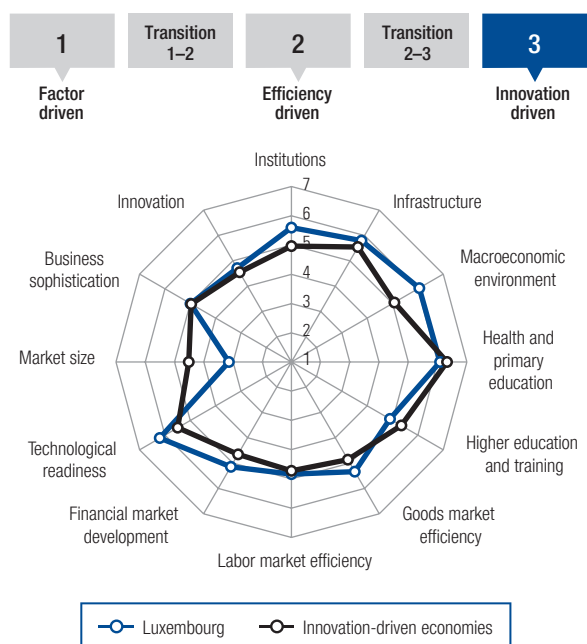 1
Transition
1–2
2
Transition
2–3
3
Factor
driven
Efficiency
driven
Innovation
driven
Institutions
Infrastructure
Macroeconomic
environment
Health and
primary
education
Higher education
and training
Goods market
efficiency
Labor market efficiency
Financial market
development
Technological
readiness
Market size
Business
sophistication
Innovation
7
6
5
4
3
2
1
Luxembourg
Innovation-driven economies